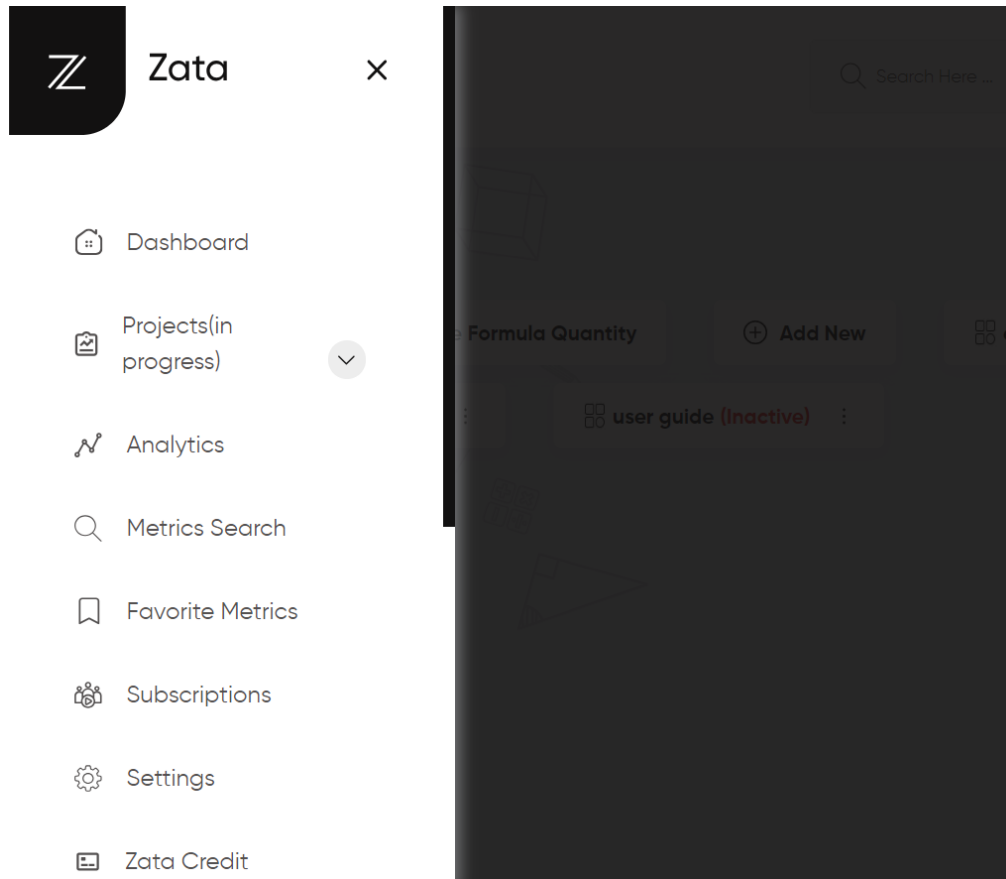 Zata
Search Here ...
Dashboard
Projects(in
progress)
Formula Quantity
Add New
user guide (Inactive)
Analytics
Metrics Search
Favorite Metrics
Subscriptions
Settings
Zata Credit